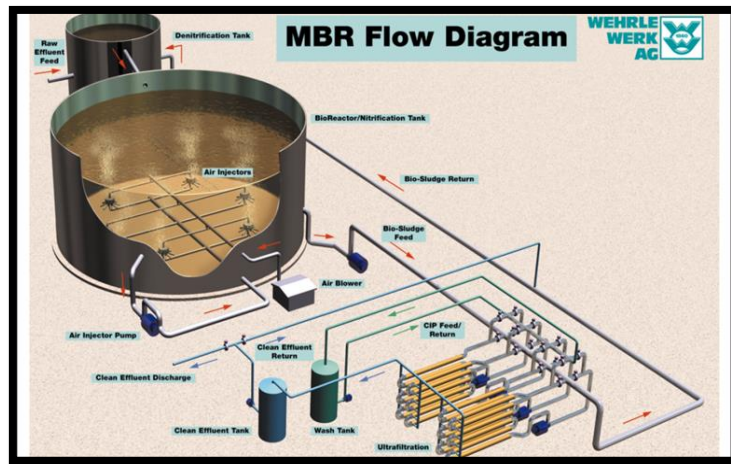 MBR Flow Diagram
WEHRLE
WERK
AG
Raw
Effluent
Feed
Denitrification Tank
BioReactor/Nitrification Tank
Air Injectors
Bio-Sludge Return
Bio-Sludge
Feed
Air Blower
Air Injector Pump
CIP Feed/
Return
Clean Effluent
Return
Clean Effluent Discharge
Clean Effluent Tank
Wash Tank
Ultrafiltration